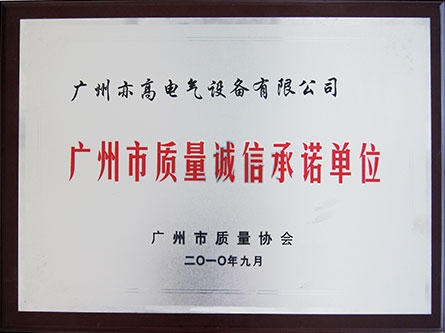 广州亦高电气设备有限公司
广州市质量诚信承诺单位
广州市质量协会
二〇一〇年九月